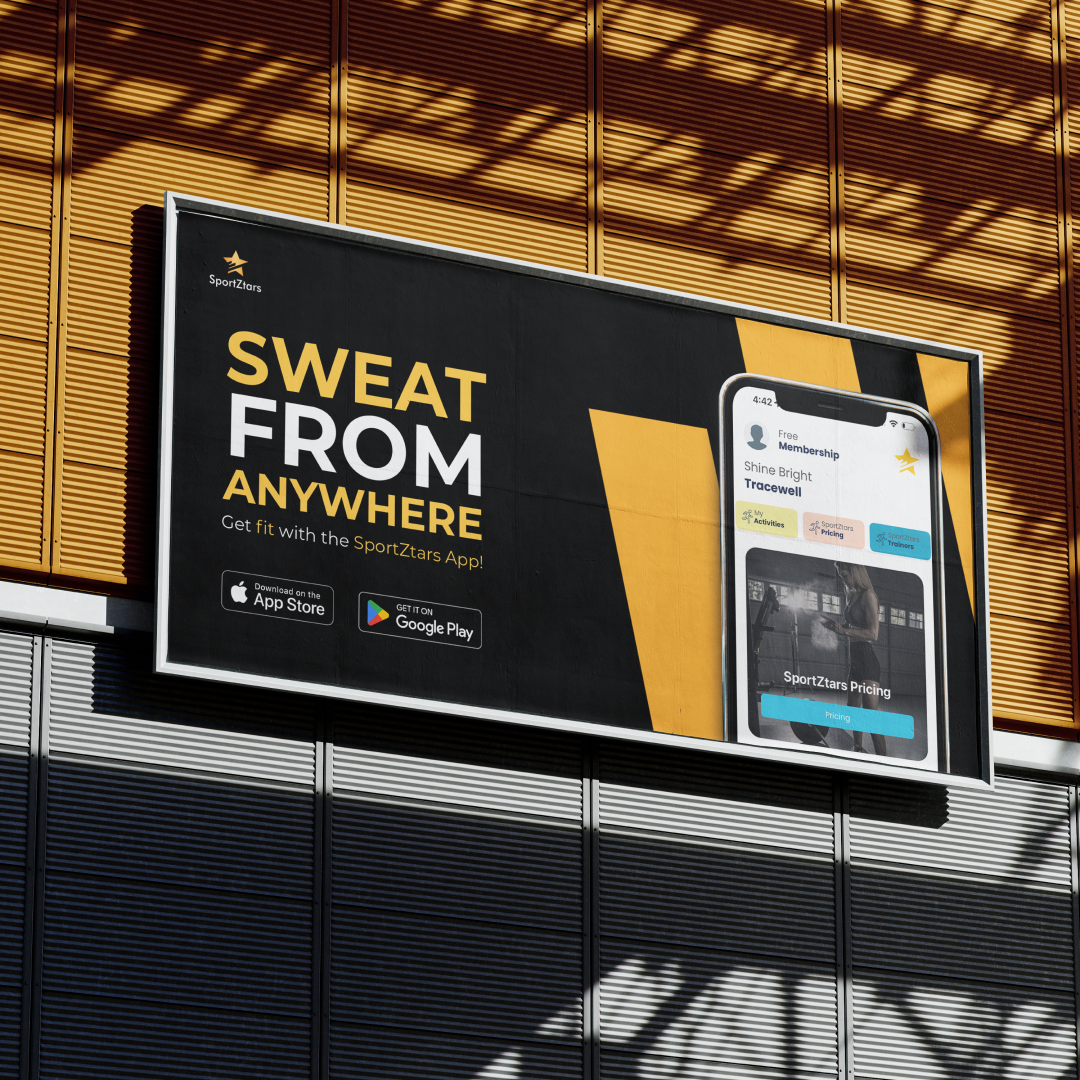 SportZtars
SWEAT
FROM
ANYWHERE
Get fit with the SportZtars App!
Download on the
App Store
GET IT ON
Google Play
4:42
Free
Membership
Shine Bright
Tracewell
My
Activities
SportZtars
Pricing
SportZtars
Trainers
SportZtars Pricing
Pricing